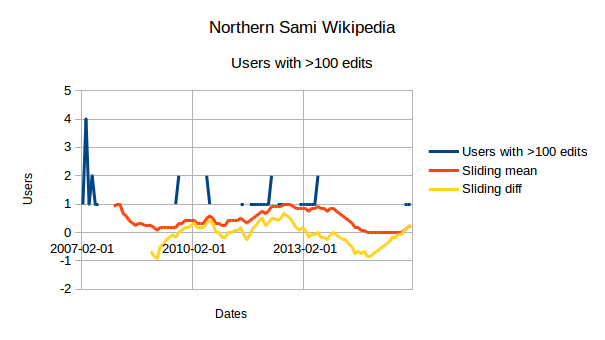 Northern Sami Wikipedia
Users with >100 edits
5
4
3
2
1
0
-1
-2
Users
2007-02-01
2010-02-01
2013-02-01
Dates
Users with >100 edits
Sliding mean
Sliding diff